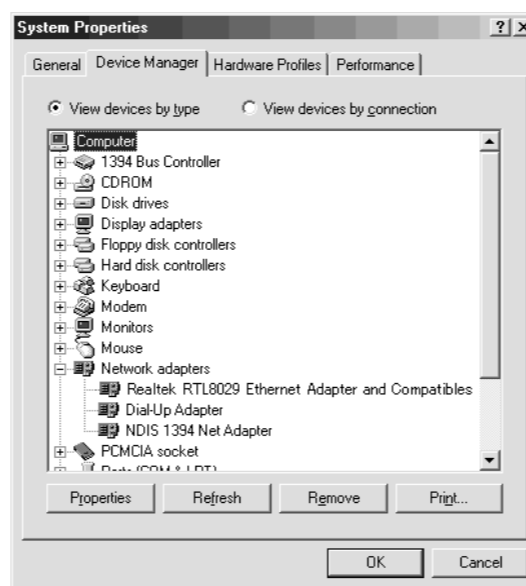 System Properties
General
Device Manager
Hardware Profiles
Performance
View devices by type
View devices by connection
Computer
1394 Bus Controller
CDROM
Disk drives
Display adapters
Floppy disk controllers
Hard disk controllers
Keyboard
Modem
Monitors
Mouse
Network adapters
Realtek RTL8029 Ethernet Adapter and Compatibles
Dial-Up Adapter
NDIS 1394 Net Adapter
PCMCIA socket
Ports (COM & LPT)
Properties
Refresh
Remove
Print...
OK
Cancel